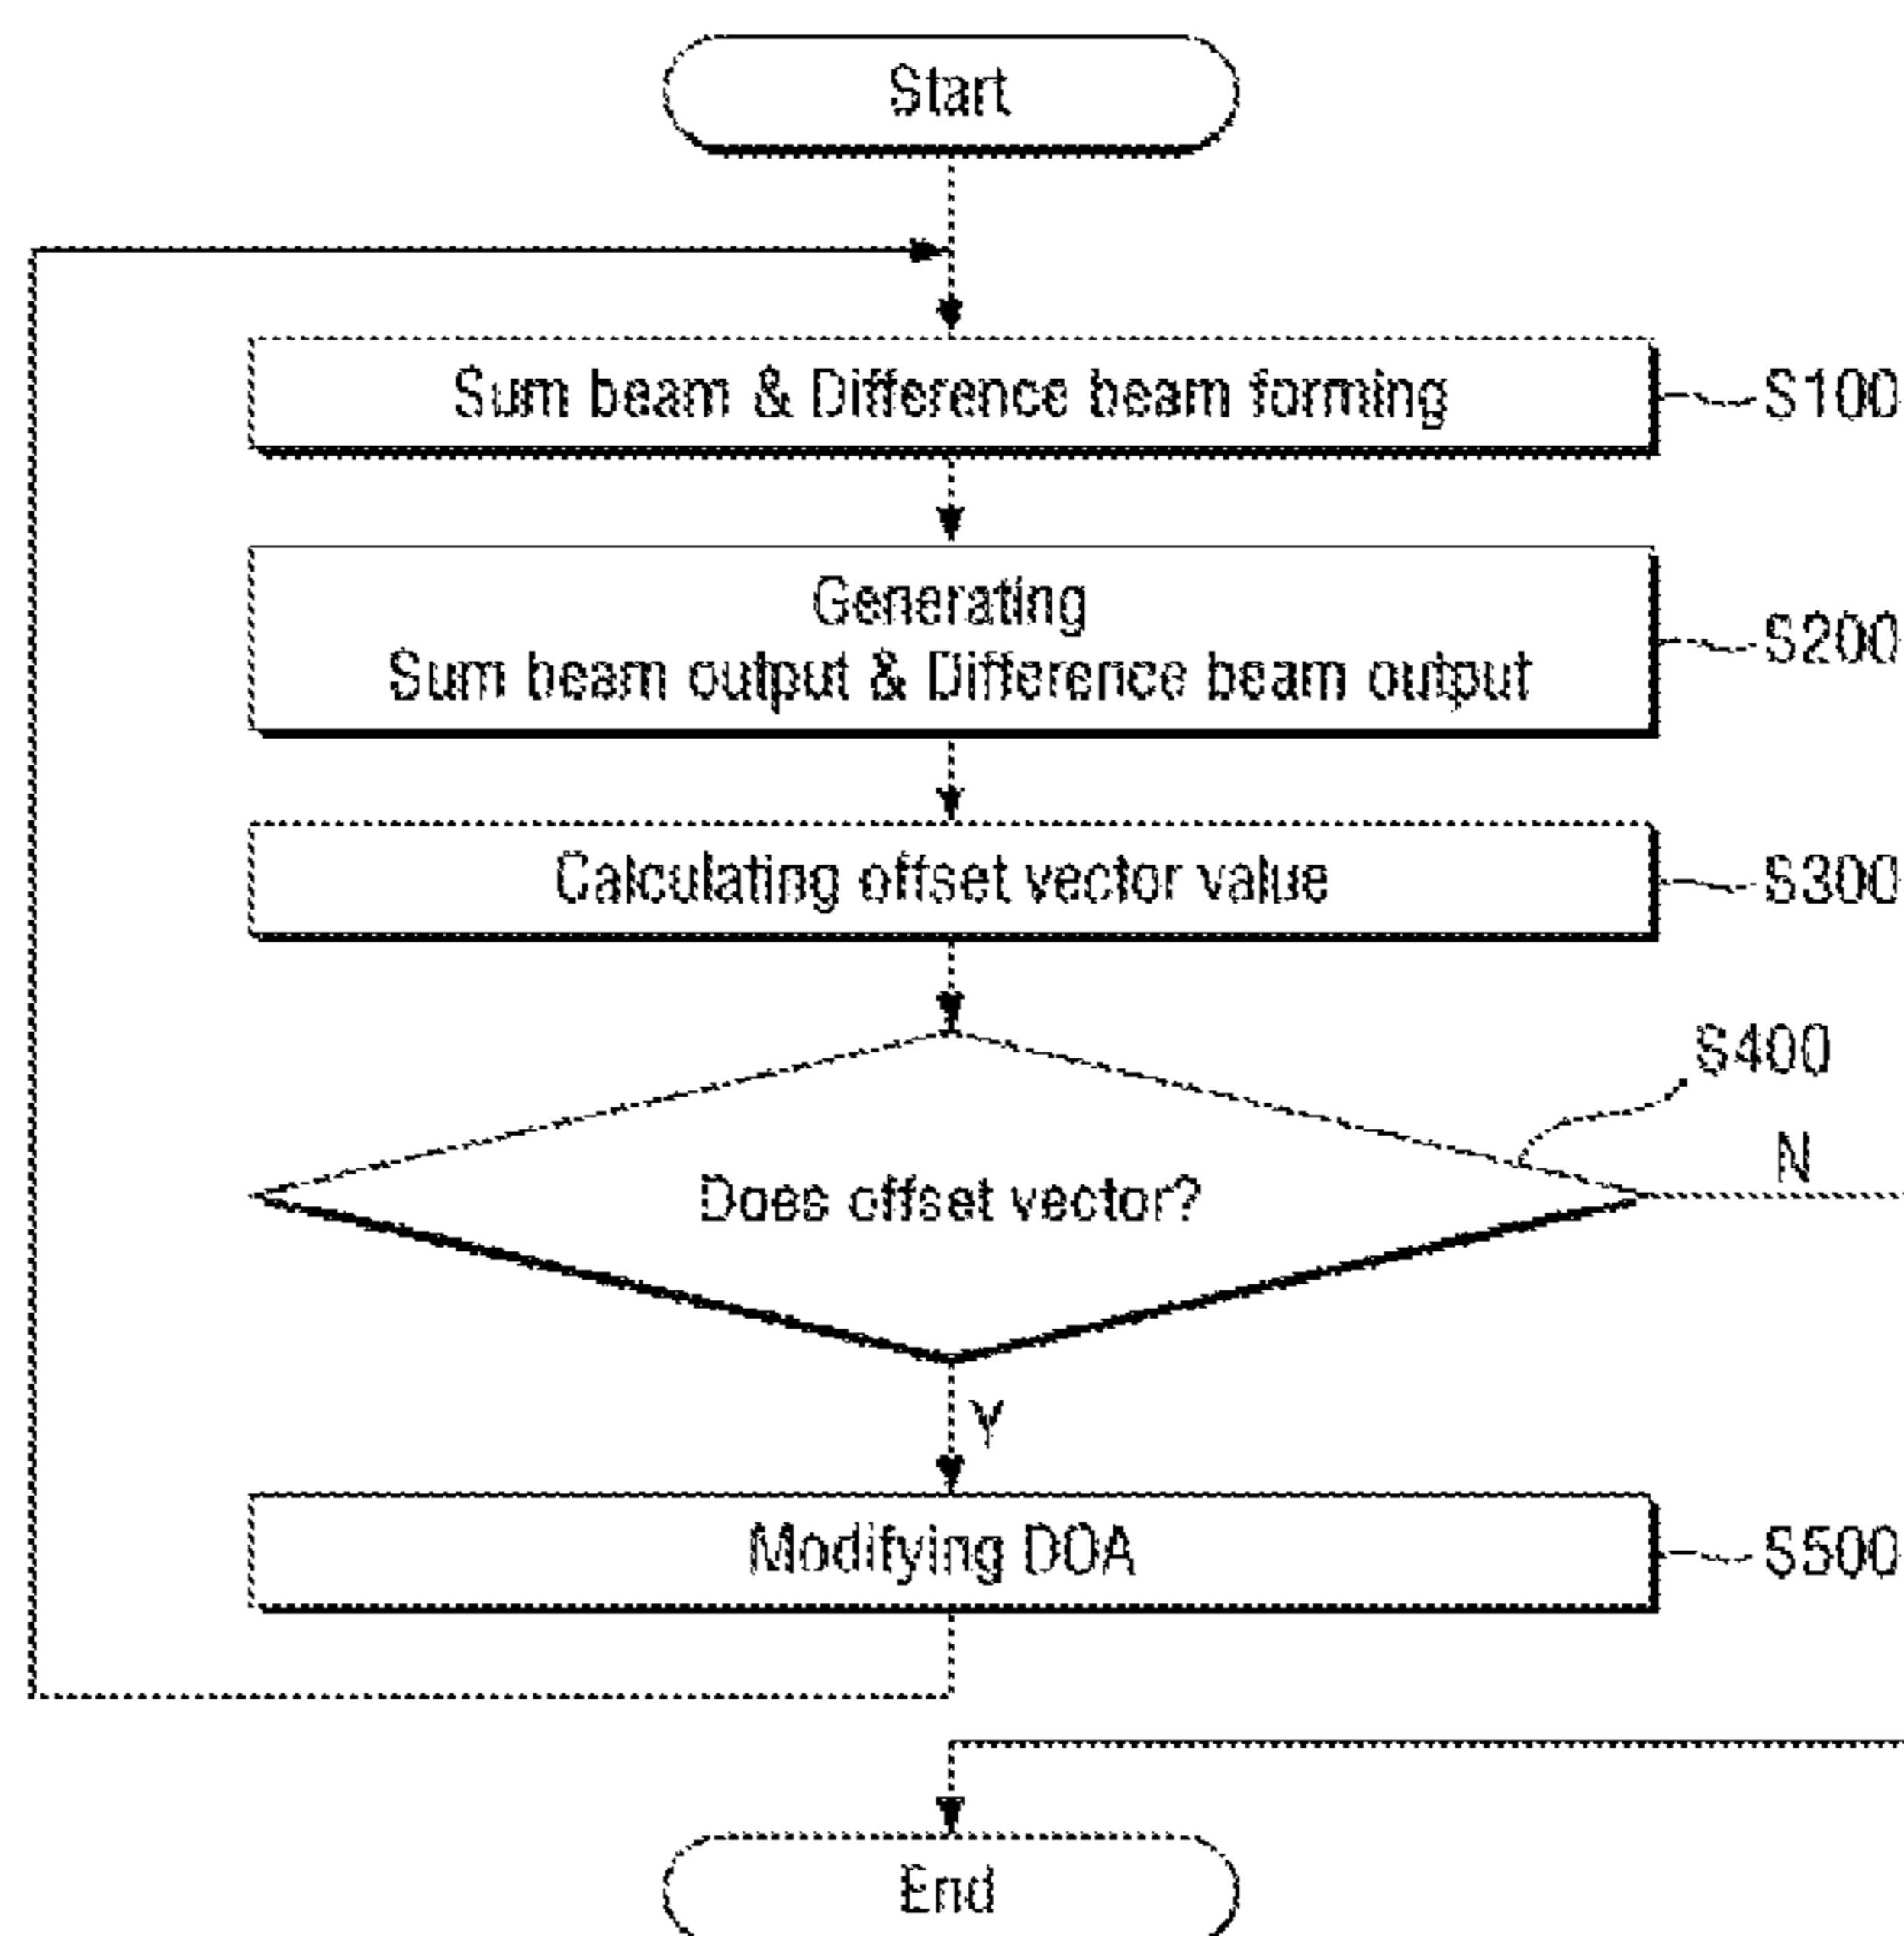 Start
Sum beam & Difference beam forming
S100
Generating
Sum beam output & Difference beam output
S200
Calculating offset vector value
S300
S400
Does offset vector?
N
Y
Modifying DOA
S500
End